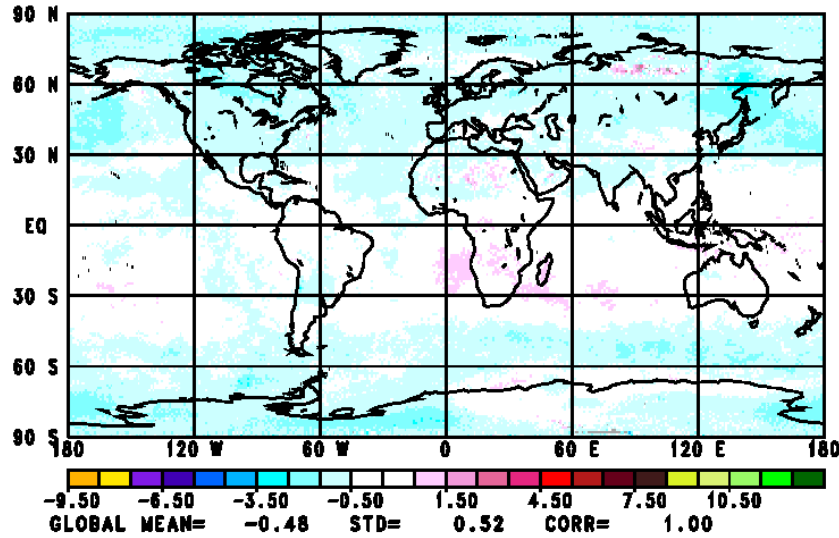 90 N
60 N
30 N
EQ
30 S
60 S
90 S
180 120 W 60 W 0 60 E 120 E 180
-9.50 -6.50 -3.50 -0.50 1.50 4.50 7.50 10.50
GLOBAL MEAN= -0.48 STD= 0.52 CORR= 1.00